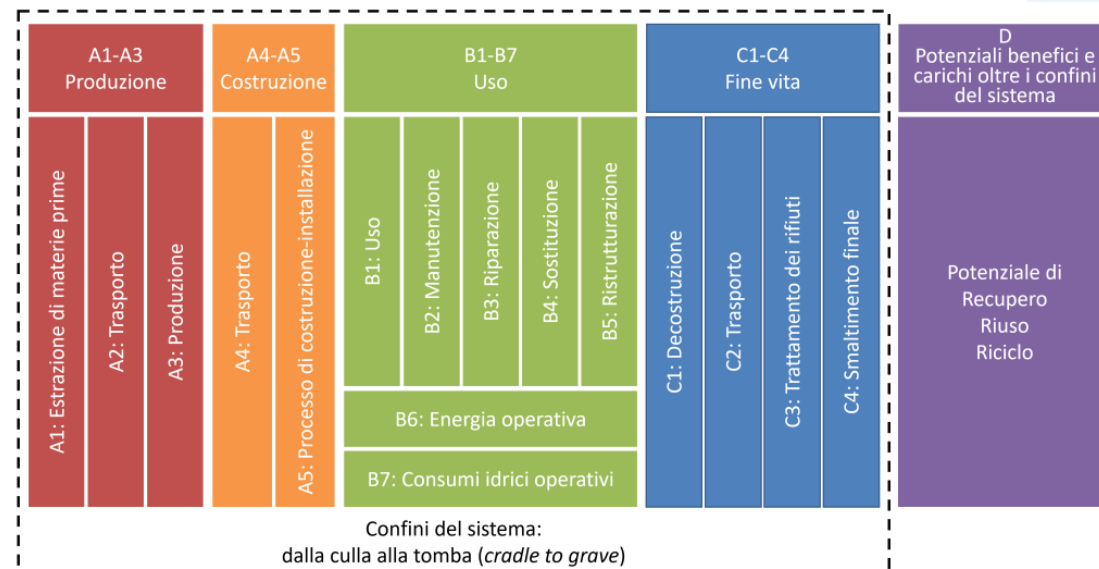 A1-A3
Produzione
A4-A5
Costruzione
B1-B7
Uso
C1-C4
Fine vita
D
Potenziali benefici e
carichi oltre i confini
del sistema
A1: Estrazione di materie prime
A2: Trasporto
A3: Produzione
A4: Trasporto
A5: Processo di costruzione-installazione
B1: Uso
B2: Manutenzione
B3: Riparazione
B4: Sostituzione
B5: Ristrutturazione
B6: Energia operativa
B7: Consumi idrici operativi
C1: Decostruzione
C2: Trasporto
C3: Trattamento dei rifiuti
C4: Smaltimento finale
Potenziale di
Recupero
Riuso
Riciclo
Confini del sistema:
dalla culla alla tomba (cradle to grave)